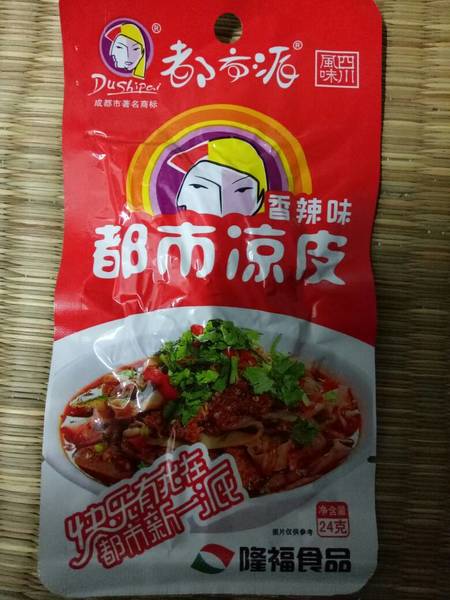 DuShiPai®
成都市著名商标
都市派®
四川
風味
香辣味
都市凉皮
快乐有无在
都市新一派
净含量
24克
图片仅供参考
隆福食品